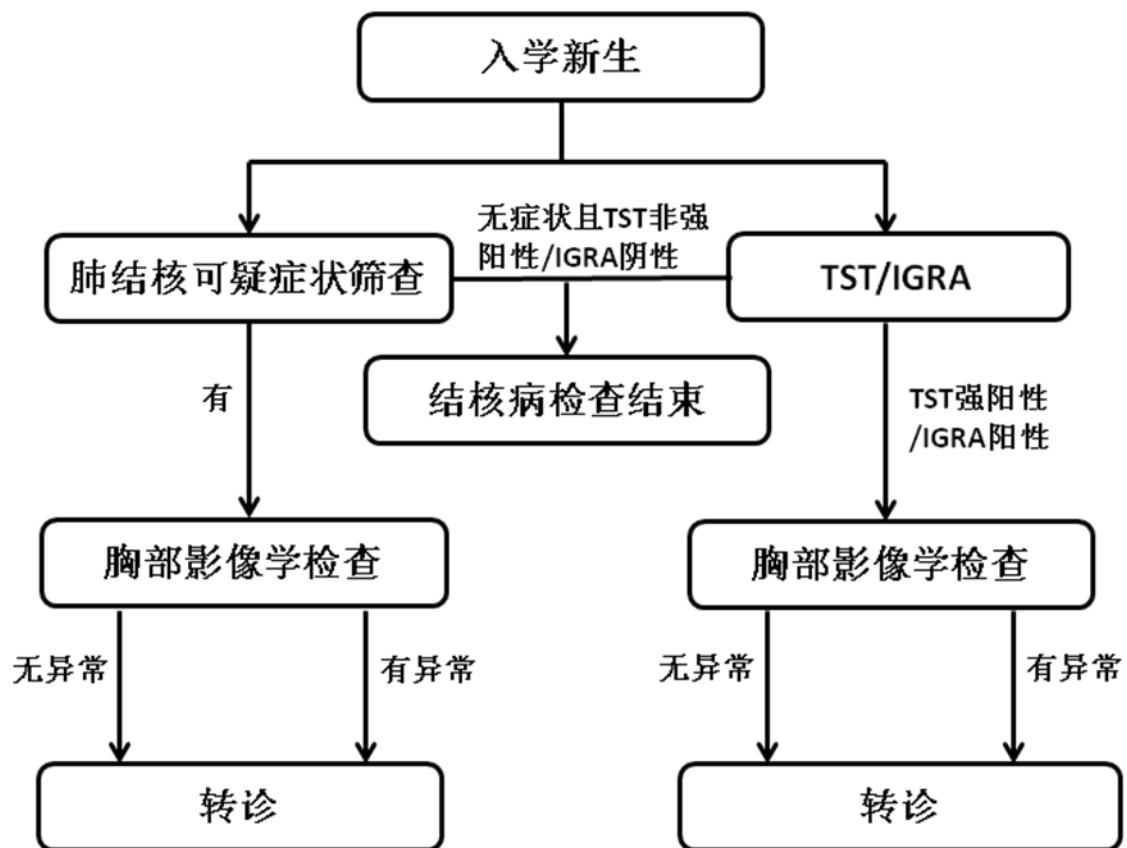 入学新生
无症状且TST非强
阳性/IGRA阴性
肺结核可疑症状筛查
TST/IGRA
结核病检查结束
有
TST强阳性
/IGRA阳性
胸部影像学检查
胸部影像学检查
无异常
有异常
无异常
有异常
转诊
转诊